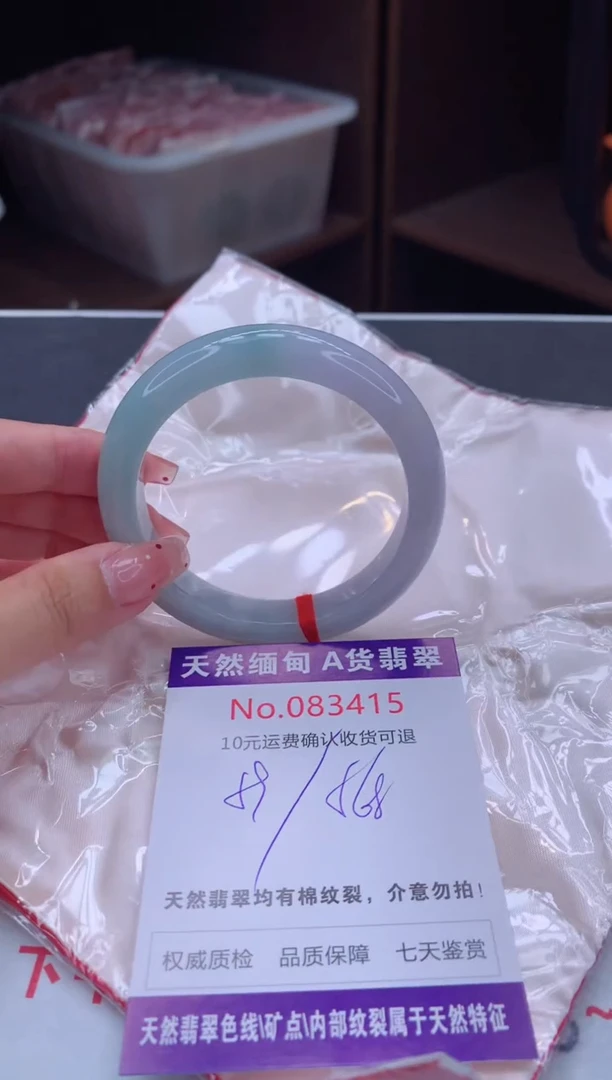 天然缅甸 A货翡翠
No.083415
10元运费确认收货可退
天然翡翠均有棉纹裂，介意勿拍！
权威质检 品质保障 七天鉴赏
天然翡翠色线\矿点\内部纹裂属于天然特征
下